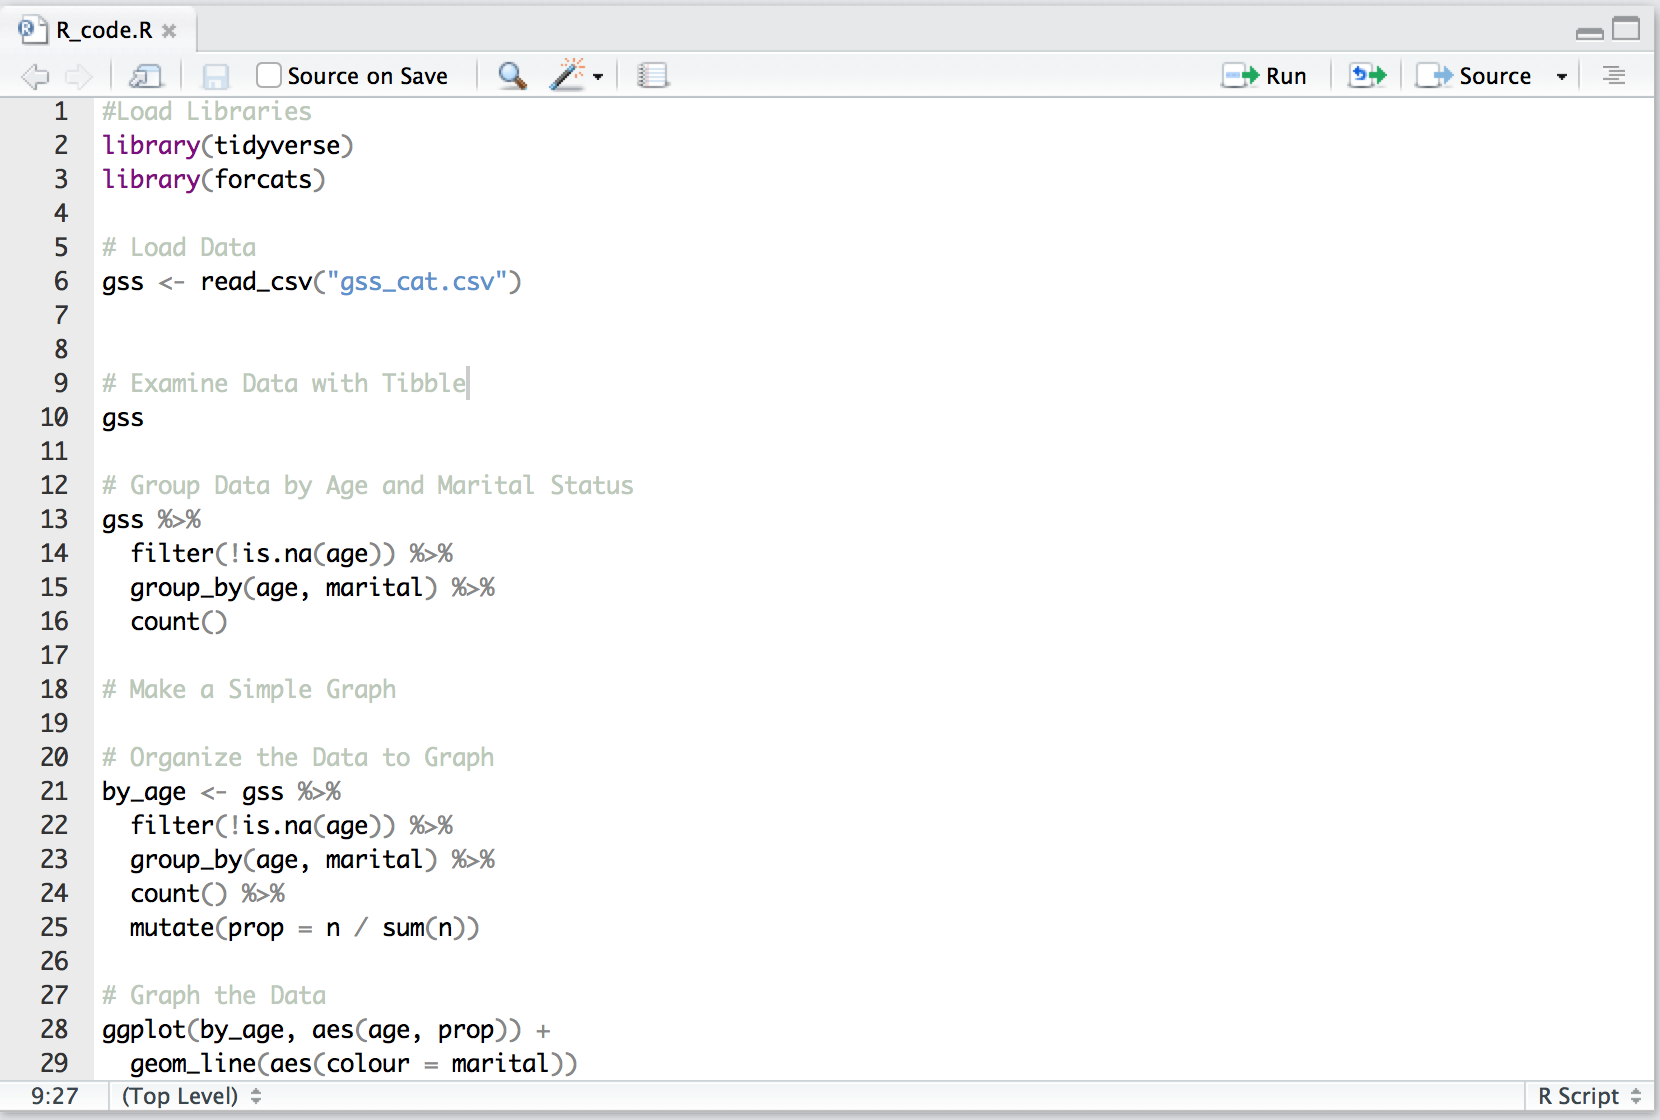 R_code.R
Source on Save Run Source
1 #Load Libraries
2 library(tidyverse)
3 library(forcats)
4
5 # Load Data
6 gss <- read_csv("gss_cat.csv")
7
8
9 # Examine Data with Tibble
10 gss
11
12 # Group Data by Age and Marital Status
13 gss %>%
14   filter(!is.na(age)) %>%
15   group_by(age, marital) %>%
16   count()
17
18 # Make a Simple Graph
19
20 # Organize the Data to Graph
21 by_age <- gss %>%
22   filter(!is.na(age)) %>%
23   group_by(age, marital) %>%
24   count() %>%
25   mutate(prop = n / sum(n))
26
27 # Graph the Data
28 ggplot(by_age, aes(age, prop)) +
29   geom_line(aes(colour = marital))
9:27 (Top Level) R Script